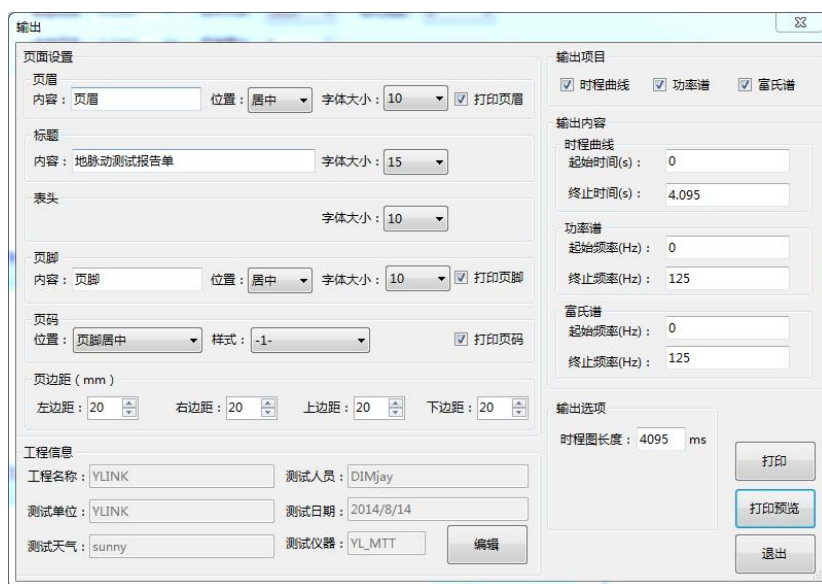 输出
页面设置
页眉
内容：页眉 位置：居中 字体大小：10 打印页眉
标题
内容：地脉动测试报告单 字体大小：15
表头
字体大小：10
页脚
内容：页脚 位置：居中 字体大小：10 打印页脚
页码
位置：页脚居中 样式：-1- 打印页码
页边距（mm）
左边距：20 右边距：20 上边距：20 下边距：20
工程信息
工程名称：YLINK 测试人员：DIMjay
测试单位：YLINK 测试日期：2014/8/14
测试天气：sunny 测试仪器：YL_MTT 编辑
输出项目
时程曲线 功率谱 富氏谱
输出内容
时程曲线
起始时间(s)：0
终止时间(s)：4.095
功率谱
起始频率(Hz)：0
终止频率(Hz)：125
富氏谱
起始频率(Hz)：0
终止频率(Hz)：125
输出选项
时程图长度：4095 ms
打印
打印预览
退出